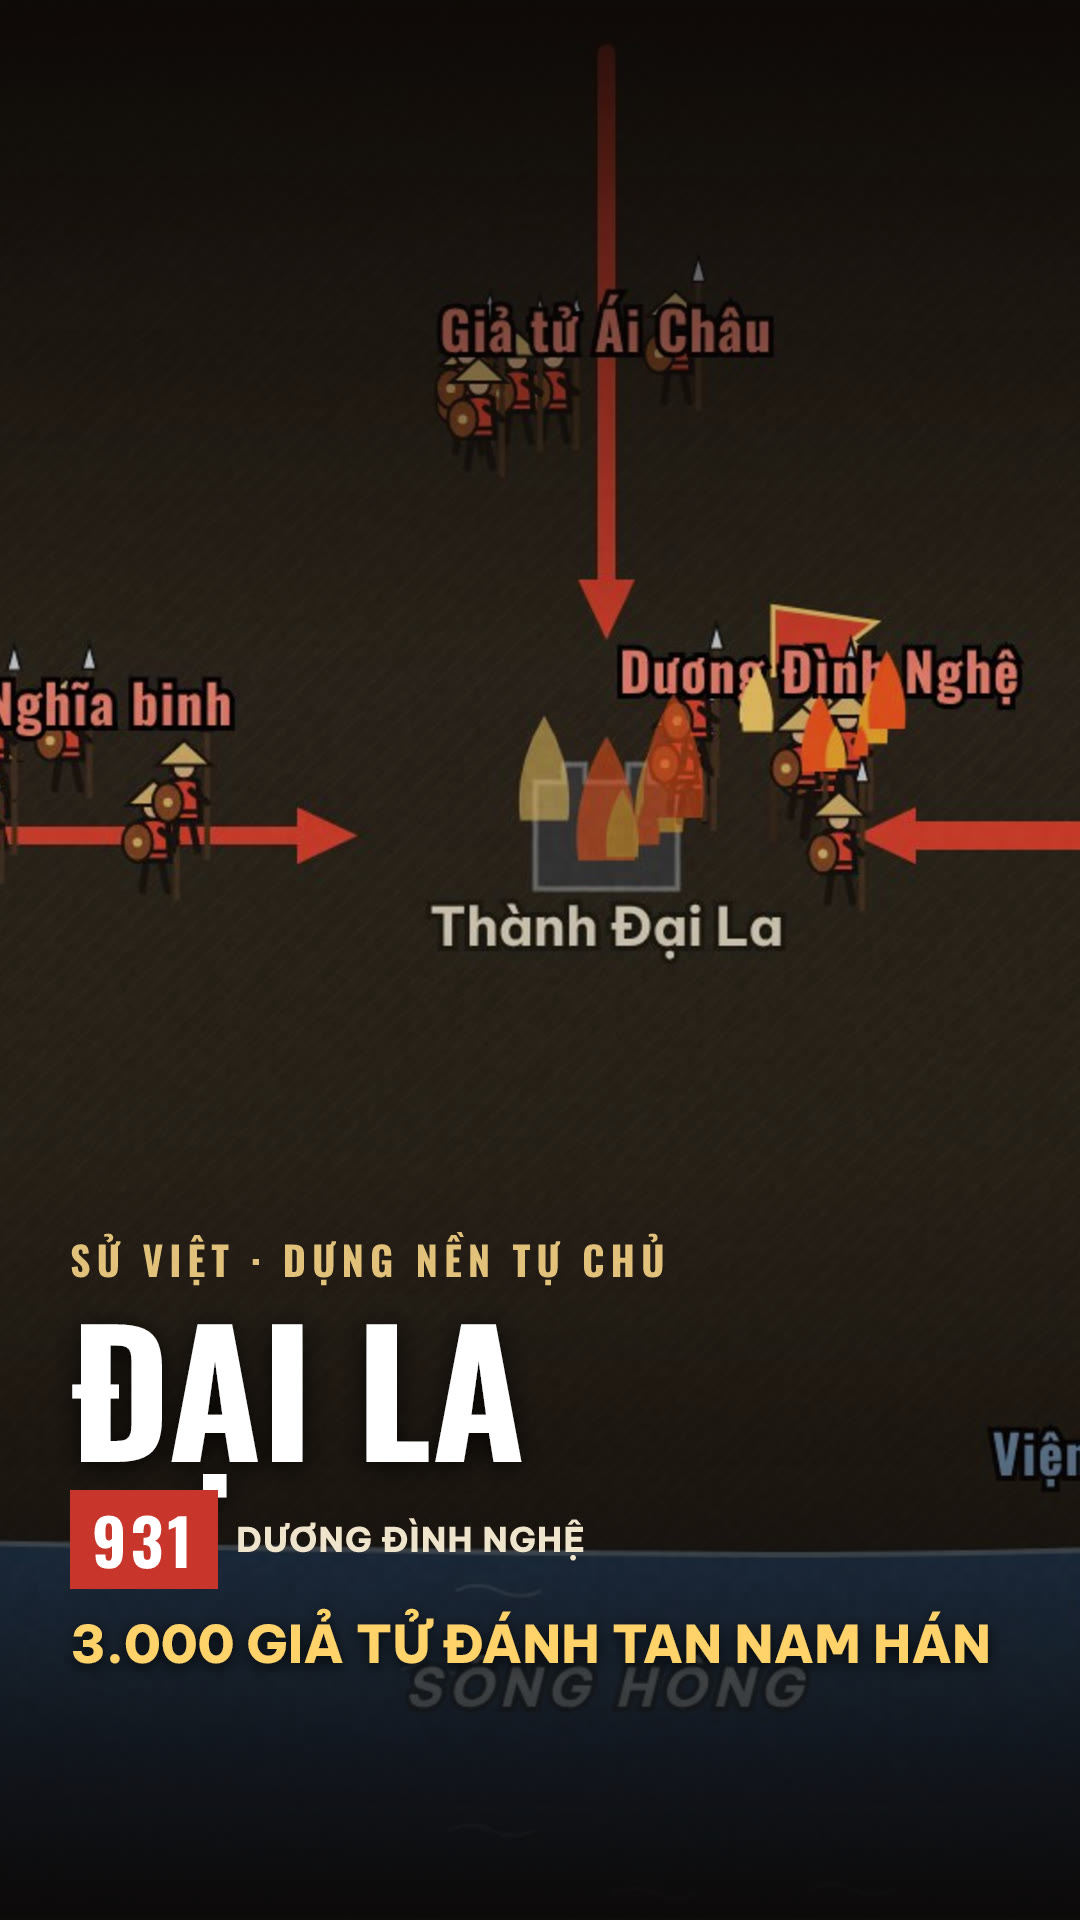 Giả tử Ái Châu
Dương Đình Nghệ
Nghĩa binh
Thành Đại La
SỬ VIỆT · DỰNG NỀN TỰ CHỦ
ĐẠI LA
931 DƯƠNG ĐÌNH NGHỆ
3.000 GIẢ TỬ ĐÁNH TAN NAM HÁN
SÔNG HỒNG